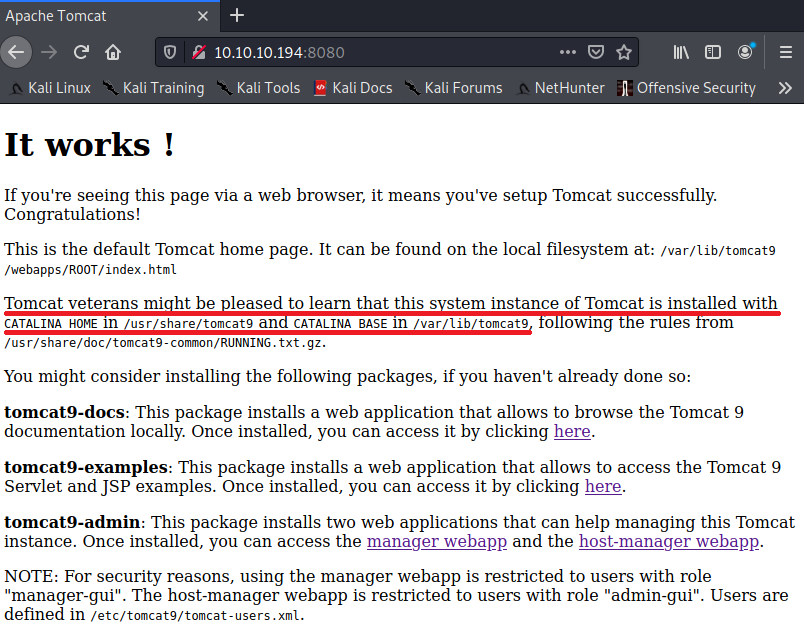 Apache Tomcat
10.10.10.194:8080
Kali Linux Kali Training Kali Tools Kali Docs Kali Forums NetHunter Offensive Security
It works !
If you're seeing this page via a web browser, it means you've setup Tomcat successfully.
Congratulations!
This is the default Tomcat home page. It can be found on the local filesystem at: /var/lib/tomcat9
/webapps/ROOT/index.html
Tomcat veterans might be pleased to learn that this system instance of Tomcat is installed with
CATALINA_HOME in /usr/share/tomcat9 and CATALINA_BASE in /var/lib/tomcat9, following the rules from
/usr/share/doc/tomcat9-common/RUNNING.txt.gz.
You might consider installing the following packages, if you haven't already done so:
tomcat9-docs: This package installs a web application that allows to browse the Tomcat 9
documentation locally. Once installed, you can access it by clicking here.
tomcat9-examples: This package installs a web application that allows to access the Tomcat 9
Servlet and JSP examples. Once installed, you can access it by clicking here.
tomcat9-admin: This package installs two web applications that can help managing this Tomcat
instance. Once installed, you can access the manager webapp and the host-manager webapp.
NOTE: For security reasons, using the manager webapp is restricted to users with role
"manager-gui". The host-manager webapp is restricted to users with role "admin-gui". Users are
defined in /etc/tomcat9/tomcat-users.xml.